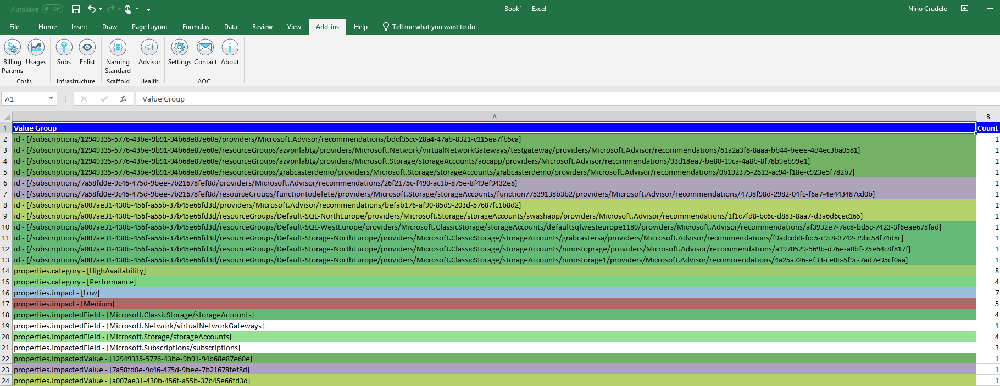 AutoSave Off Book1 - Excel Nino Crudele
File Home Insert Draw Page Layout Formulas Data Review View Add-ins Help Tell me what you want to do
Billing Usages Subs Enlist Naming Advisor Settings Contact About
Params Standard
Costs Infrastructure Scaffold Health AOC
A1 fx Value Group
A B
1 Value Group Count
2 id - [/subscriptions/12949335-5776-43be-9b91-94b68e87e60e/providers/Microsoft.Advisor/recommendations/bdcf35cc-28a4-47ab-8321-c115ea7fb5ca] 1
3 id - [/subscriptions/12949335-5776-43be-9b91-94b68e87e60e/resourceGroups/azvpnlabtg/providers/Microsoft.Network/virtualNetworkGateways/testgateway/providers/Microsoft.Advisor/recommendations/61a2a3f8-8aaa-bb44-beee-4d4ec3ba0581] 1
4 id - [/subscriptions/12949335-5776-43be-9b91-94b68e87e60e/resourceGroups/azvpnlabtg/providers/Microsoft.Storage/storageAccounts/aocapp/providers/Microsoft.Advisor/recommendations/93d18ea7-be80-19ca-4a8b-8f78b9eb99e1] 1
5 id - [/subscriptions/12949335-5776-43be-9b91-94b68e87e60e/resourceGroups/grabcasterdemo/providers/Microsoft.Storage/storageAccounts/grabcasterdemo/providers/Microsoft.Advisor/recommendations/0b192375-2613-ac94-f18e-c923e5f782b7] 1
6 id - [/subscriptions/7a58fd0e-9c46-475d-9bee-7b21678fef8d/providers/Microsoft.Advisor/recommendations/26f2175c-f490-ac1b-875e-8f49ef9432e8] 1
7 id - [/subscriptions/7a58fd0e-9c46-475d-9bee-7b21678fef8d/resourceGroups/functiontodelete/providers/Microsoft.Storage/storageAccounts/function77539138b3b2/providers/Microsoft.Advisor/recommendations/4738f98d-2982-04fc-f6a7-4e443487cd0b] 1
8 id - [/subscriptions/a007ae31-430b-456f-a55b-37b45e66fd3d/providers/Microsoft.Advisor/recommendations/befab176-af90-85d9-203d-57687fc1b8d2] 1
9 id - [/subscriptions/a007ae31-430b-456f-a55b-37b45e66fd3d/resourceGroups/Default-SQL-NorthEurope/providers/Microsoft.Storage/storageAccounts/swashapp/providers/Microsoft.Advisor/recommendations/1f1c7fd8-bc6c-d883-8aa7-d3a6d6cec165] 1
10 id - [/subscriptions/a007ae31-430b-456f-a55b-37b45e66fd3d/resourceGroups/Default-SQL-WestEurope/providers/Microsoft.ClassicStorage/storageAccounts/defaultsqlwesteurope1180/providers/Microsoft.Advisor/recommendations/af3932e7-7ac8-bd5c-7423-3f6eae678fad] 1
11 id - [/subscriptions/a007ae31-430b-456f-a55b-37b45e66fd3d/resourceGroups/Default-Storage-NorthEurope/providers/Microsoft.ClassicStorage/storageAccounts/grabcastersa/providers/Microsoft.Advisor/recommendations/f9adccb0-fcc5-c9c8-3742-39bc58f74d8c] 1
12 id - [/subscriptions/a007ae31-430b-456f-a55b-37b45e66fd3d/resourceGroups/Default-Storage-NorthEurope/providers/Microsoft.ClassicStorage/storageAccounts/ninostoprage/providers/Microsoft.Advisor/recommendations/a1970529-569b-d76e-a0bf-75e64c8f817f] 1
13 id - [/subscriptions/a007ae31-430b-456f-a55b-37b45e66fd3d/resourceGroups/Default-Storage-NorthEurope/providers/Microsoft.ClassicStorage/storageAccounts/ninostorage1/providers/Microsoft.Advisor/recommendations/4a25a726-ef33-ce0c-5f9c-7ad7e95cf0aa] 1
14 properties.category - [HighAvailability] 8
15 properties.category - [Performance] 4
16 properties.impact - [Low] 7
17 properties.impact - [Medium] 5
18 properties.impactedField - [Microsoft.ClassicStorage/storageAccounts] 4
19 properties.impactedField - [Microsoft.Network/virtualNetworkGateways] 1
20 properties.impactedField - [Microsoft.Storage/storageAccounts] 4
21 properties.impactedField - [Microsoft.Subscriptions/subscriptions] 3
22 properties.impactedValue - [12949335-5776-43be-9b91-94b68e87e60e] 1
23 properties.impactedValue - [7a58fd0e-9c46-475d-9bee-7b21678fef8d] 1
24 properties.impactedValue - [a007ae31-430b-456f-a55b-37b45e66fd3d] 1